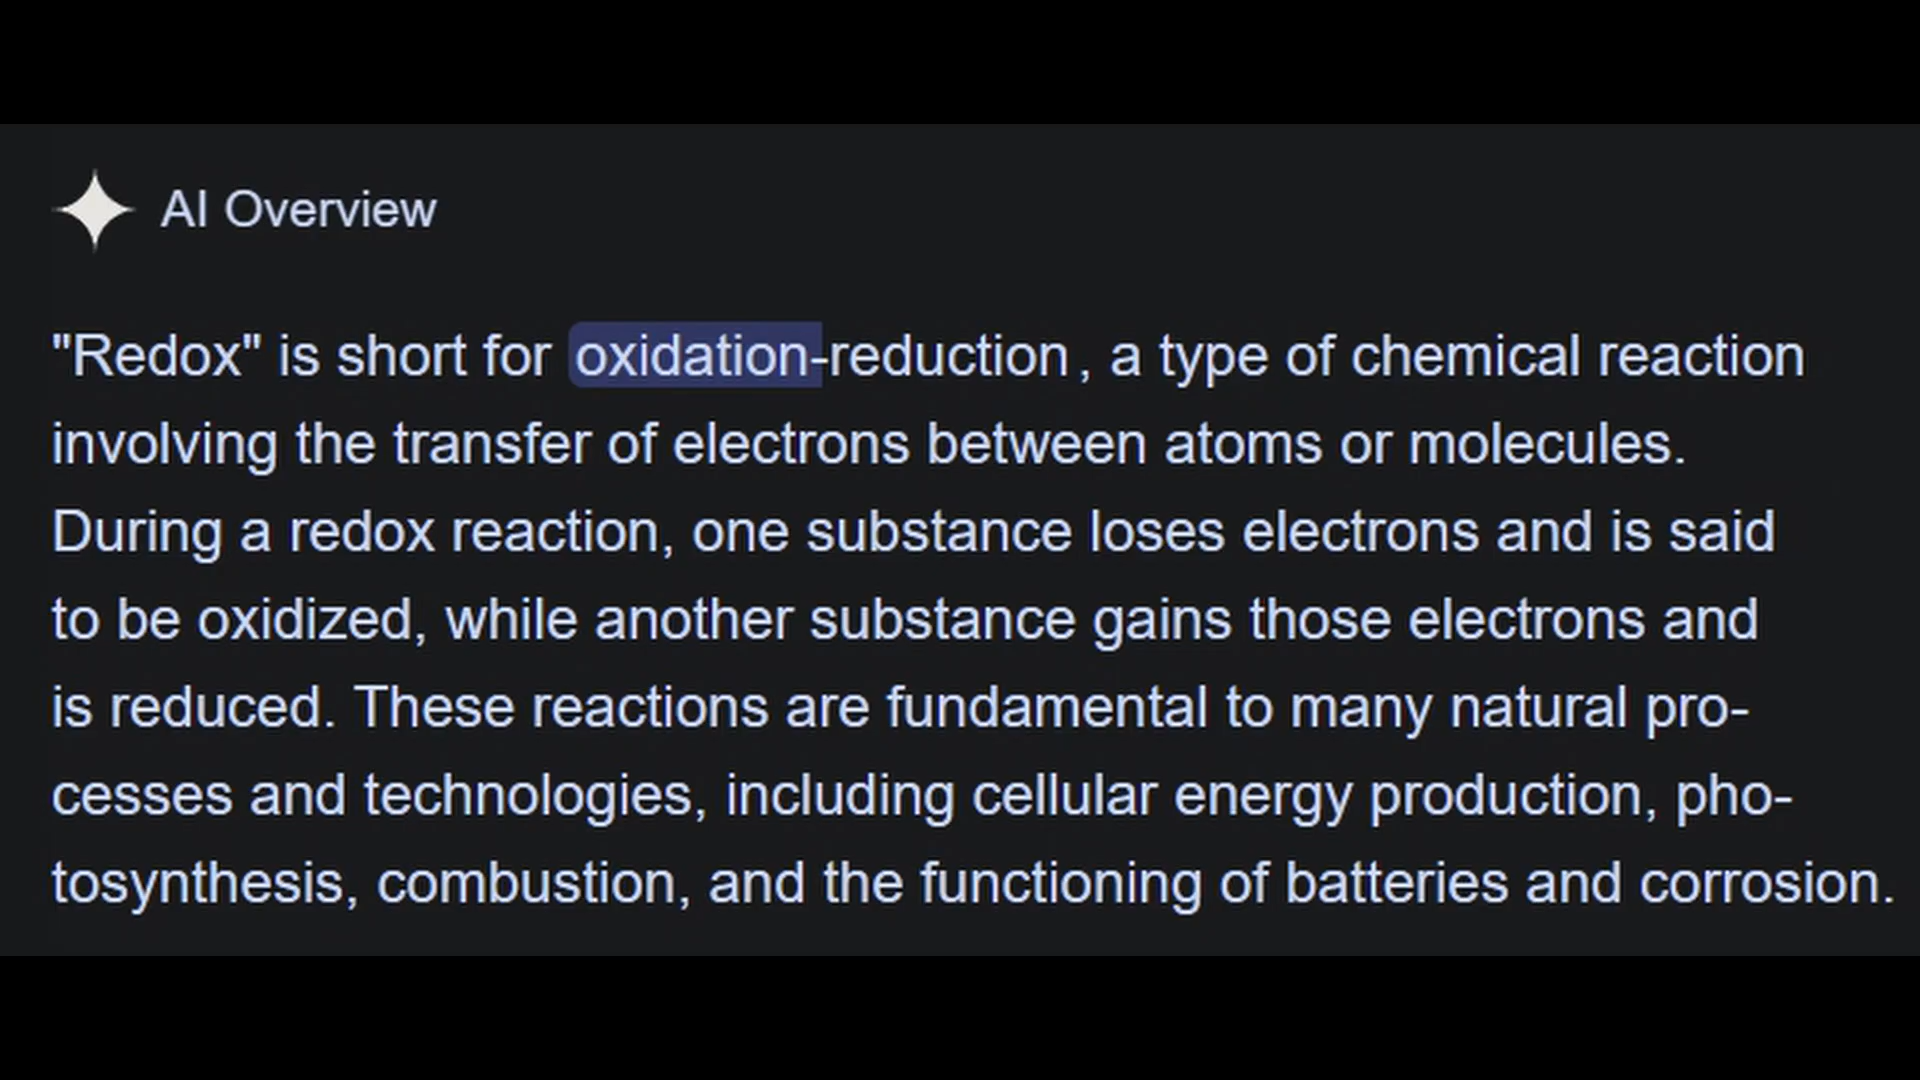 AI Overview
"Redox" is short for oxidation-reduction, a type of chemical reaction
involving the transfer of electrons between atoms or molecules.
During a redox reaction, one substance loses electrons and is said
to be oxidized, while another substance gains those electrons and
is reduced. These reactions are fundamental to many natural pro-
cesses and technologies, including cellular energy production, pho-
tosynthesis, combustion, and the functioning of batteries and corrosion.